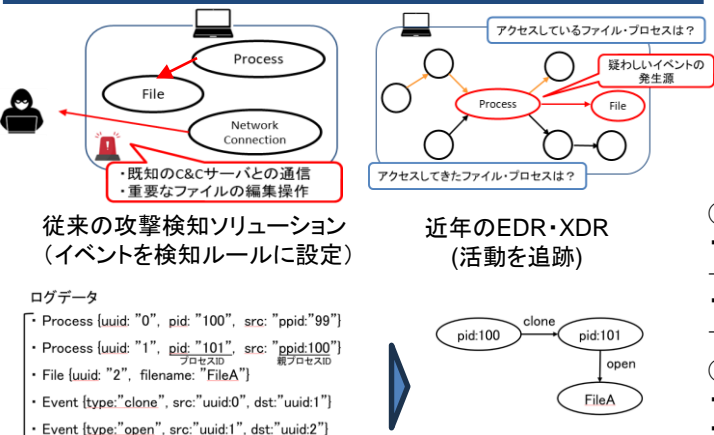 Process
File
Network
Connection
・既知のC&Cサーバとの通信
・重要なファイルの編集操作
従来の攻撃検知ソリューション
(イベントを検知ルールに設定)
アクセスしているファイル・プロセスは？
疑わしいイベントの
発生源
Process
File
アクセスしてきたファイル・プロセスは？
近年のEDR・XDR
(活動を追跡)
ログデータ
・ Process {uuid: "0", pid: "100", src: "ppid:"99"}
・ Process {uuid: "1", pid: "101", src: "ppid:100"}
プロセスID 親プロセスID
・ File {uuid: "2", filename: "FileA"}
・ Event {type:"clone", src:"uuid:0", dst:"uuid:1"}
・ Event {type:"open", src:"uuid:1", dst:"uuid:2"}
pid:100
clone
pid:101
open
FileA